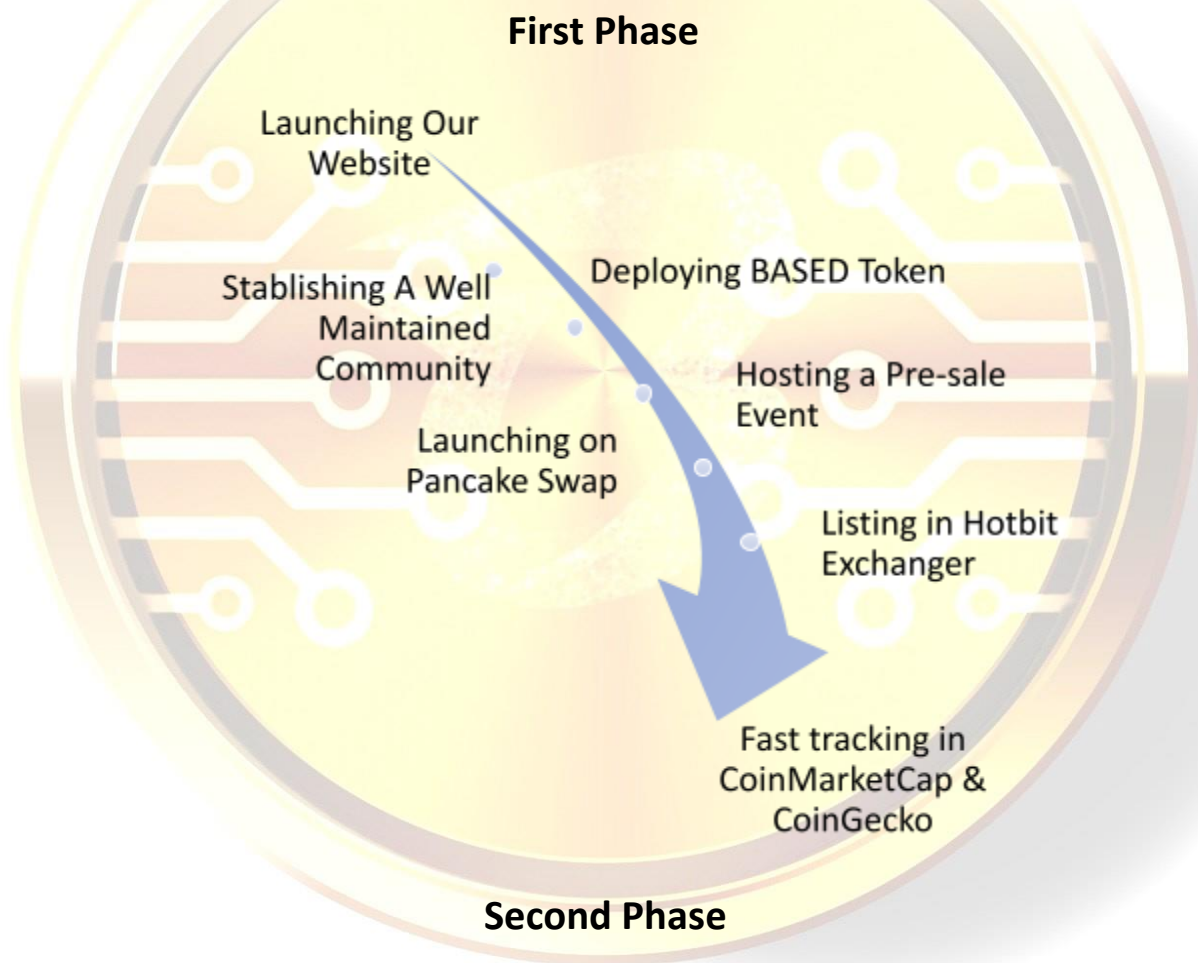 First Phase
Launching Our
Website
Deploying BASED Token
Stablishing A Well
Maintained
Community
Hosting a Pre-sale
Event
Launching on
Pancake Swap
Listing in Hotbit
Exchanger
Fast tracking in
CoinMarketCap &
CoinGecko
Second Phase